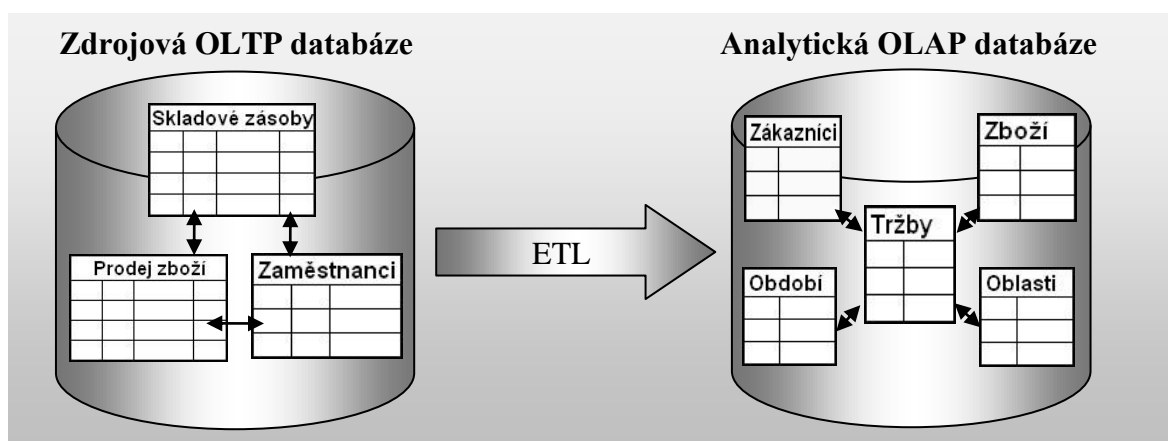 Zdrojová OLTP databáze
Skladové zásoby
Prodej zboží
Zaměstnanci
ETL
Analytická OLAP databáze
Zákazníci
Zboží
Tržby
Období
Oblasti